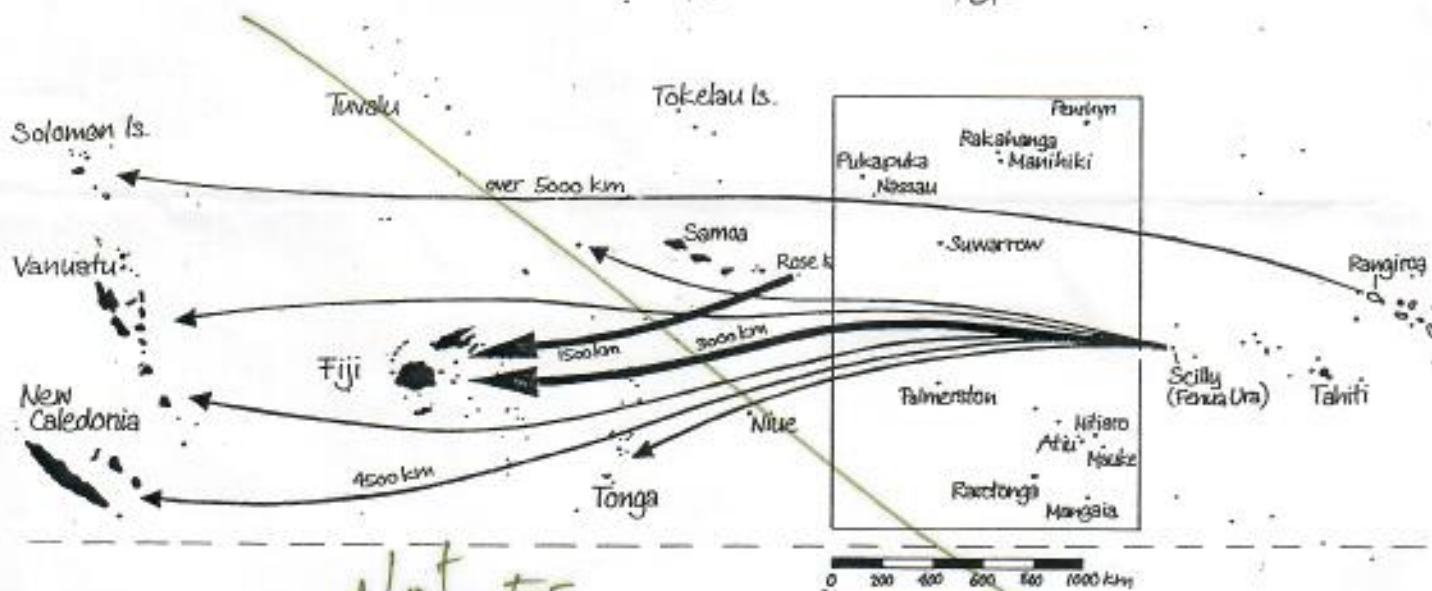 Tuvalu
Tokelau Is.
Penrhyn
Solomon Is.
Rakahanga
Manihiki
Pukapuka
Nassau
over 5000 km
Samoa
Suwarrow
Vanuatu
Rose
Rangiroa
1500km
3000 km
Fiji
Scilly
(Fenua Ura)
Tahiti
New
Caledonia
Palmerston
Niue
Mitiaro
Atiu
Mauke
4500 km
Tonga
Rarotonga
Mangaia
0 200 400 600 800 1000 km